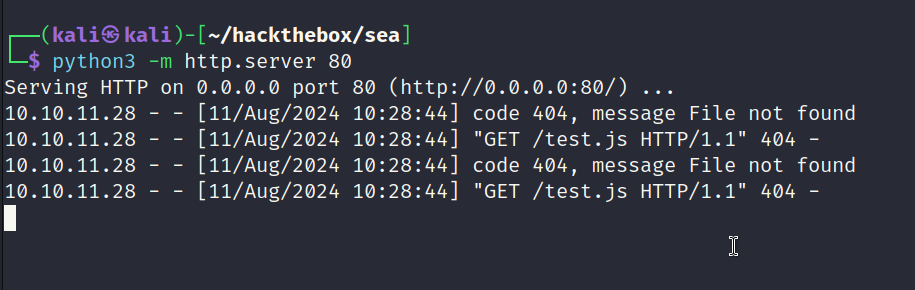 ┌──(kali㉿kali)-[~/hackthebox/sea]
└─$ python3 -m http.server 80
Serving HTTP on 0.0.0.0 port 80 (http://0.0.0.0:80/) ...
10.10.11.28 - - [11/Aug/2024 10:28:44] code 404, message File not found
10.10.11.28 - - [11/Aug/2024 10:28:44] "GET /test.js HTTP/1.1" 404 -
10.10.11.28 - - [11/Aug/2024 10:28:44] code 404, message File not found
10.10.11.28 - - [11/Aug/2024 10:28:44] "GET /test.js HTTP/1.1" 404 -